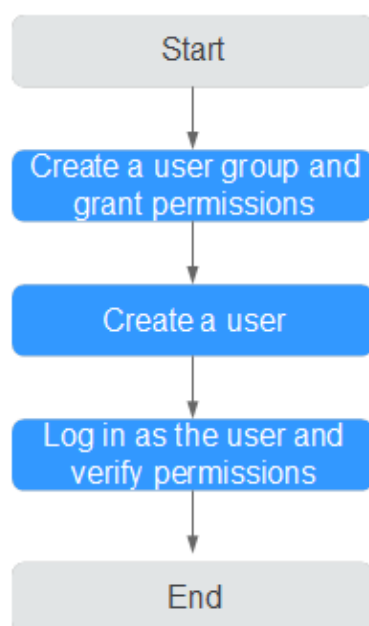 Start
Create a user group and
grant permissions
Create a user
Log in as the user and
verify permissions
End